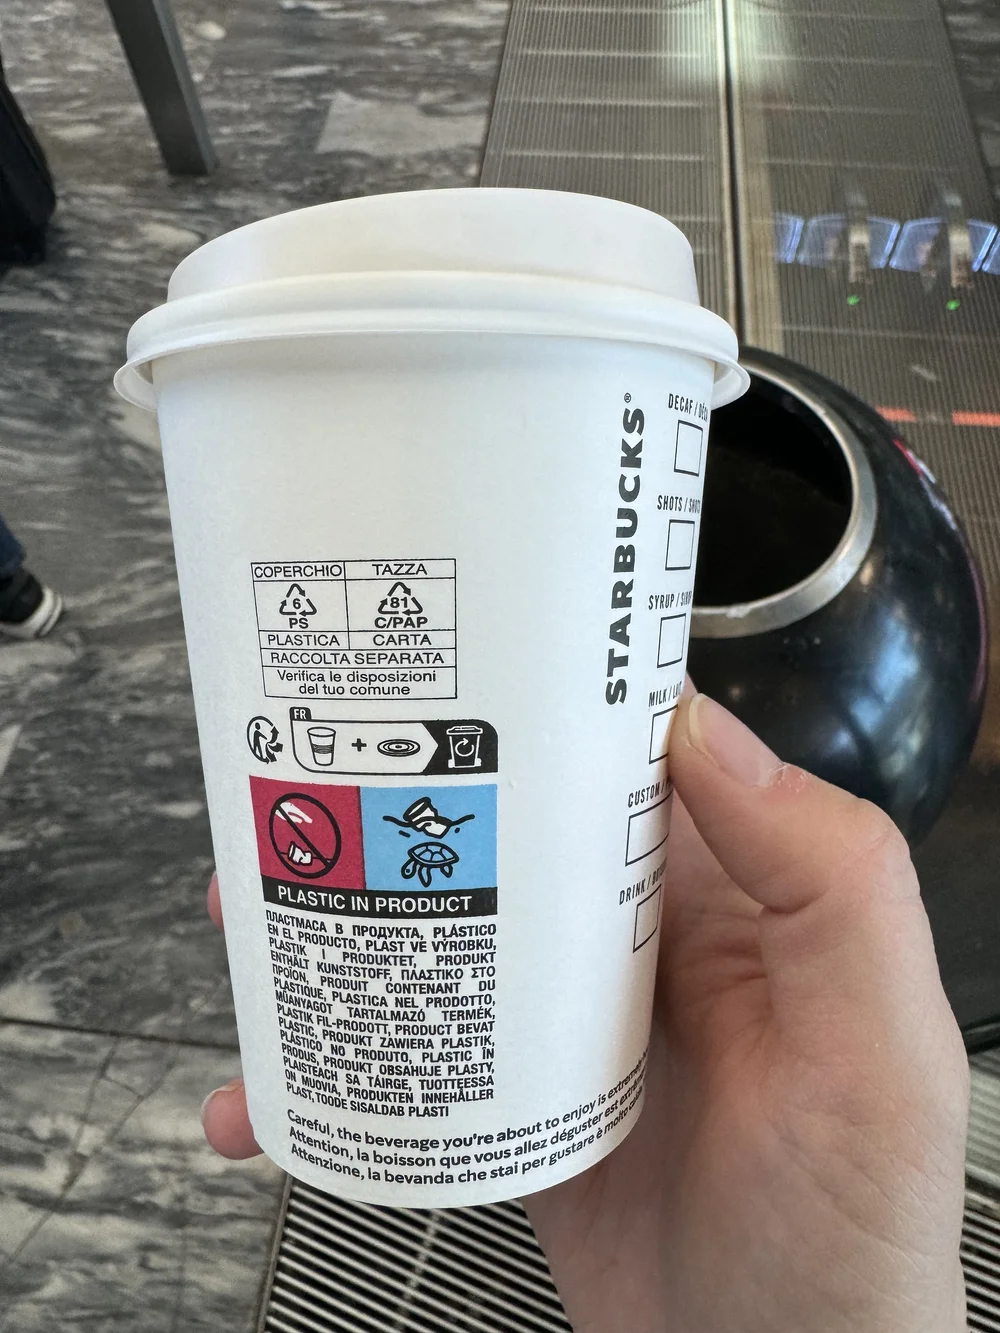 COPERCHIO TAZZA
6 81
PS C/PAP
PLASTICA CARTA
RACCOLTA SEPARATA
Verifica le disposizioni
del tuo comune
FR
PLASTIC IN PRODUCT
ПЛАСТМАСА В ПРОДУКТА, PLÁSTICO
EN EL PRODUCTO, PLAST VE VÝROBKU,
PLASTIK I PRODUKTET, PRODUKT
ENTHÄLT KUNSTSTOFF, ΠΛΑΣΤΙΚΟ ΣΤΟ
ΠΡΟΪΟΝ, PRODUIT CONTENANT DU
PLASTIQUE, PLASTICA NEL PRODOTTO,
MŰANYAGOT TARTALMAZÓ TERMÉK,
PLASTIK FIL-PRODOTT, PRODUCT BEVAT
PLASTIC, PRODUKT ZAWIERA PLASTIK,
PLÁSTICO NO PRODUTO, PLASTIC ÎN
PRODUS, PRODUKT OBSAHUJE PLASTY,
PLAISTEACH SA TÁIRGE, TUOTTEESSA
ON MUOVIA, PRODUKTEN INNEHÅLLER
PLAST, TOODE SISALDAB PLASTI
Careful, the beverage you're about to enjoy is extremely
Attention, la boisson que vous allez déguster est
Attenzione, la bevanda che stai per gustare è molto
STARBUCKS®
DECAF /
SHOTS /
SYRUP /
MILK /
CUSTOM /
DRINK /